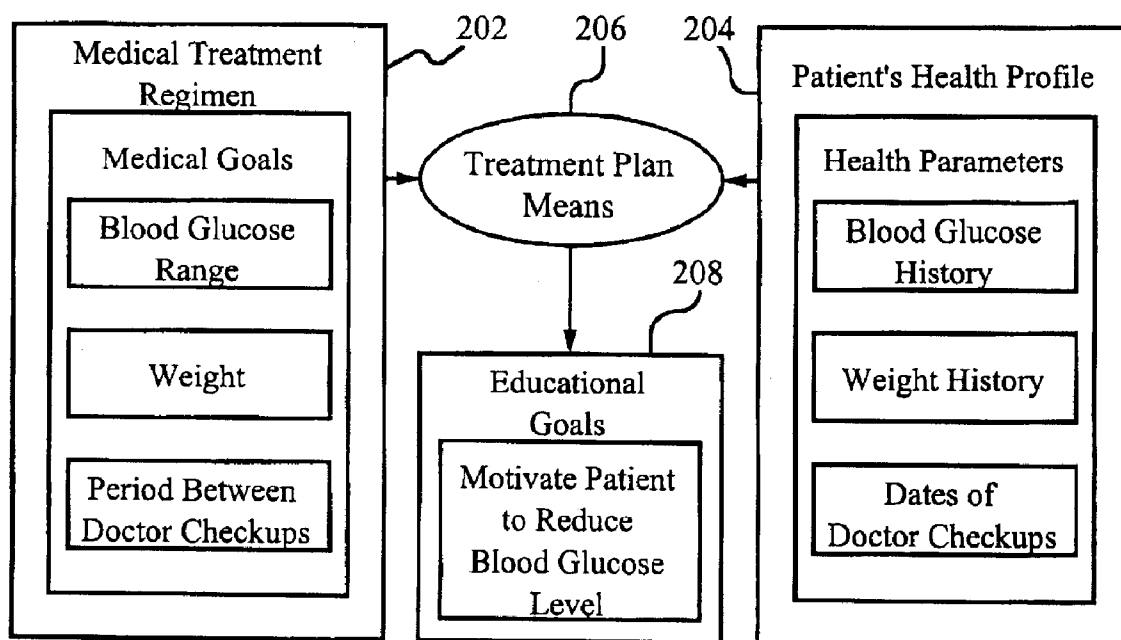 202
206
204
Medical Treatment
Regimen
Medical Goals
Blood Glucose
Range
Weight
Period Between
Doctor Checkups
Treatment Plan
Means
208
Educational
Goals
Motivate Patient
to Reduce
Blood Glucose
Level
Patient's Health Profile
Health Parameters
Blood Glucose
History
Weight History
Dates of
Doctor Checkups